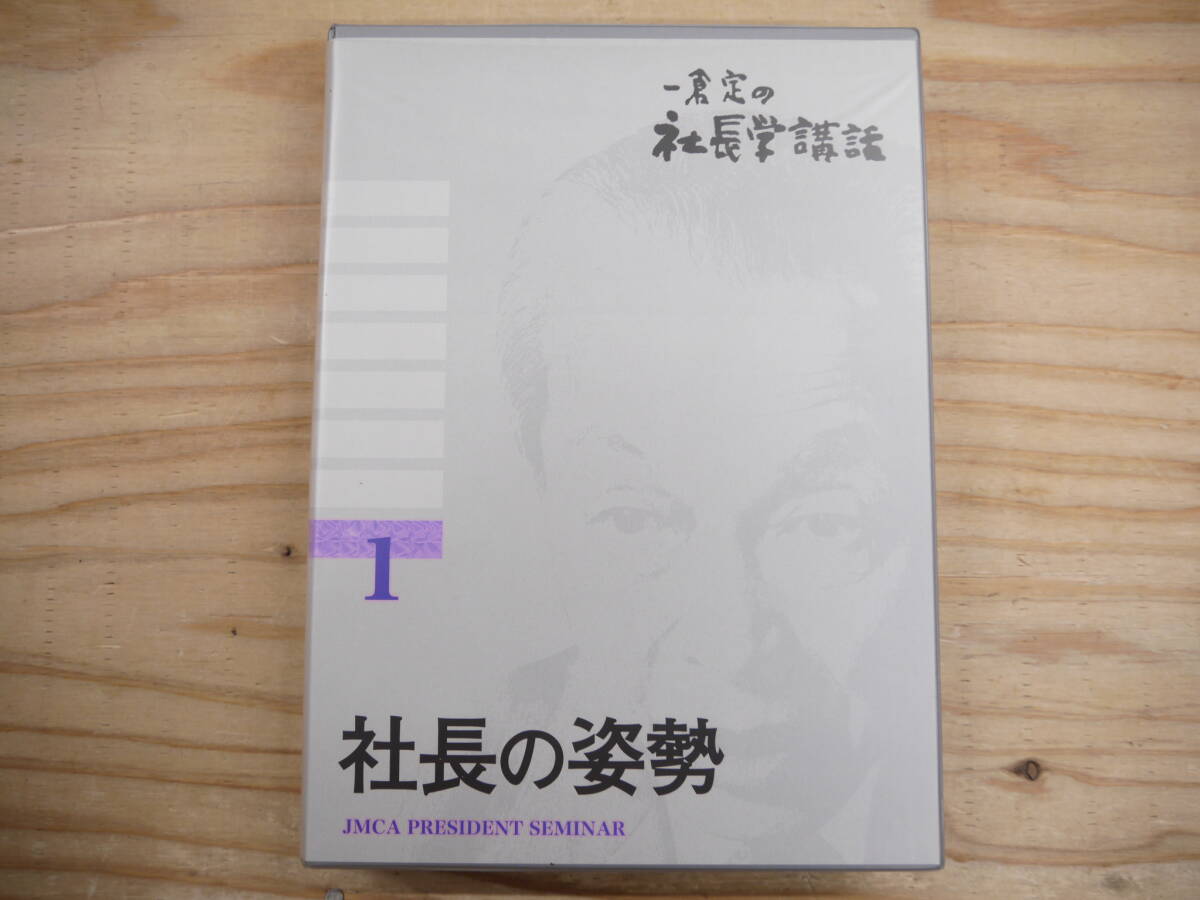 一倉定の
社長学講話
1
社長の姿勢
JMCA PRESIDENT SEMINAR